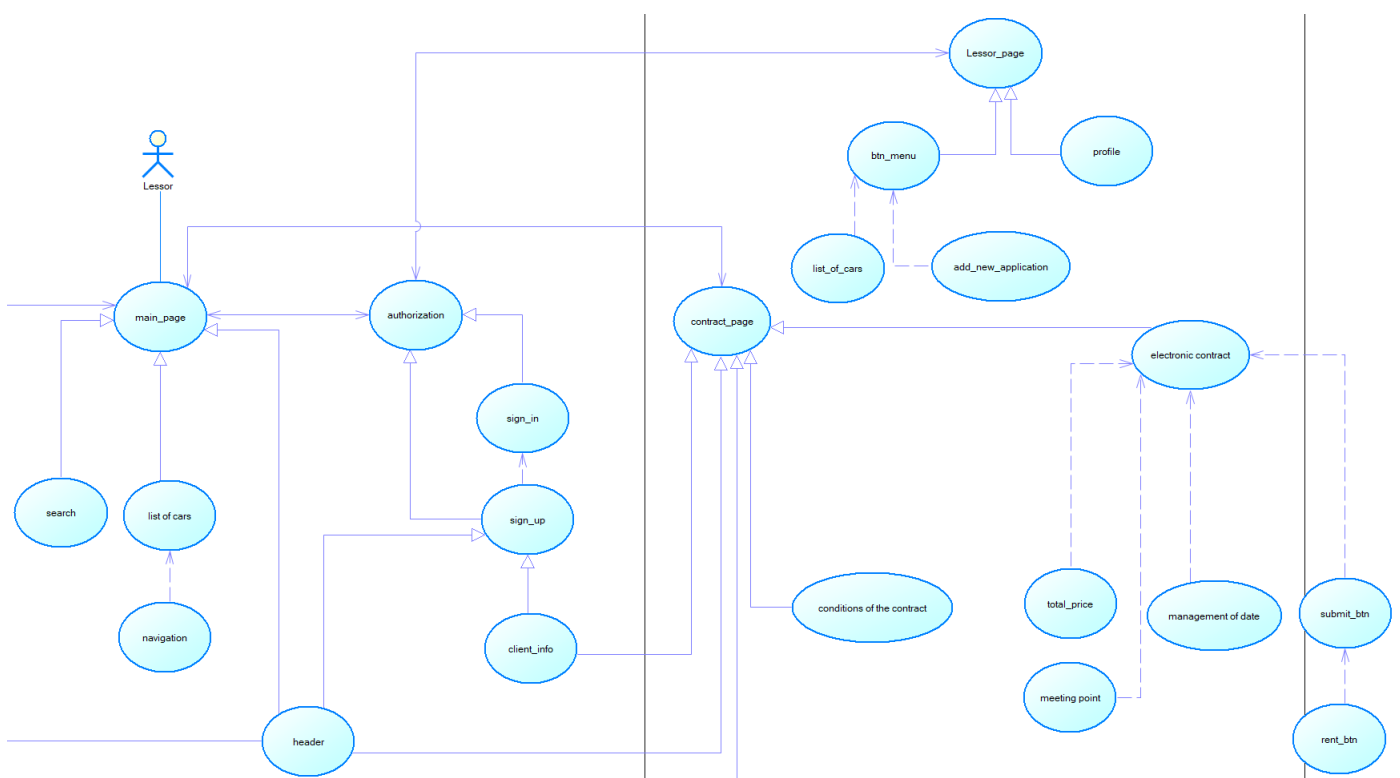 Lessor_page
btn_menu
profile
Lessor
list_of_cars
add_new_application
main_page
authorization
contract_page
electronic contract
sign_in
search
list of cars
sign_up
total_price
conditions of the contract
management of date
submit_btn
navigation
client_info
meeting point
header
rent_btn